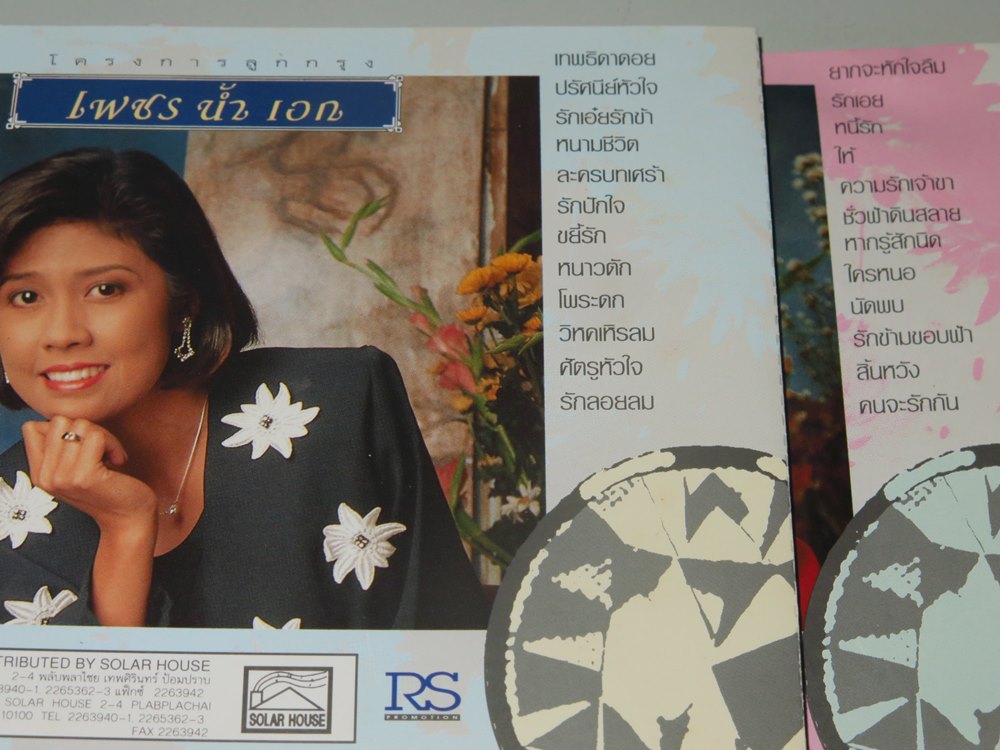 โครงการลูกกรุง
เพชร น้ำ เอก
เทพธิดาดอย
ปรัศนีย์หัวใจ
รักเอ๋ยรักข้า
หนามชีวิต
ละครบทเศร้า
รักปักใจ
ขยี้รัก
หนาวตัก
โพระดก
วิหคเหิรลม
ศัตรูหัวใจ
รักลอยลม
ยากจะหักใจลืม
รักเอย
หนี้รัก
ให้
ความรักเจ้าขา
ชั่วฟ้าดินสลาย
หากรู้สักนิด
ใครหนอ
นัดพบ
รักข้ามขอบฟ้า
สิ้นหวัง
คนจะรักกัน
TRIBUTED BY SOLAR HOUSE
2-4 พลับพลาไชย เทพศิรินทร์ ป้อมปราบ
3940-1, 2265362-3 แฟ็กซ์ 2263942
SOLAR HOUSE 2-4 PLABPLACHAI
10100 TEL 2263940-1, 2265362-3
FAX 2263942
SOLAR HOUSE
RS
PROMOTION